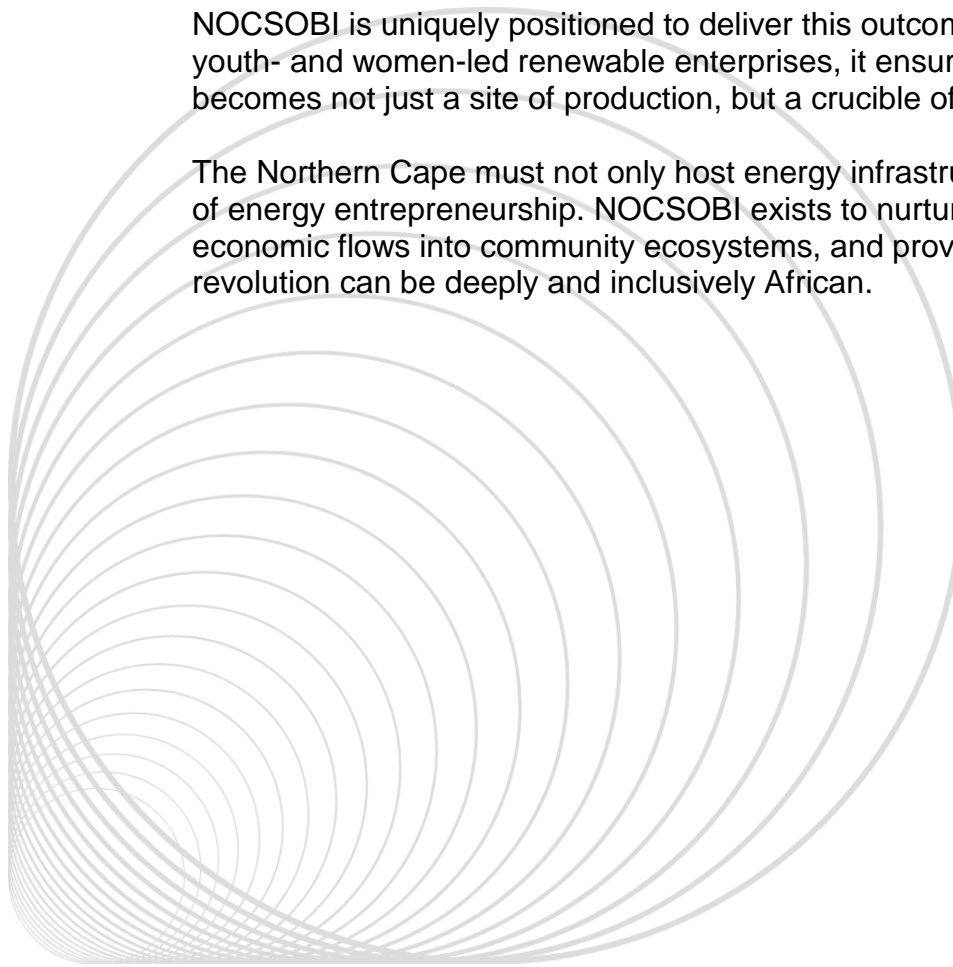 NOCSOBI is uniquely positioned to deliver this outcom
youth- and women-led renewable enterprises, it ensur
becomes not just a site of production, but a crucible of
The Northern Cape must not only host energy infrastru
of energy entrepreneurship. NOCSOBI exists to nurtur
economic flows into community ecosystems, and prov
revolution can be deeply and inclusively African.